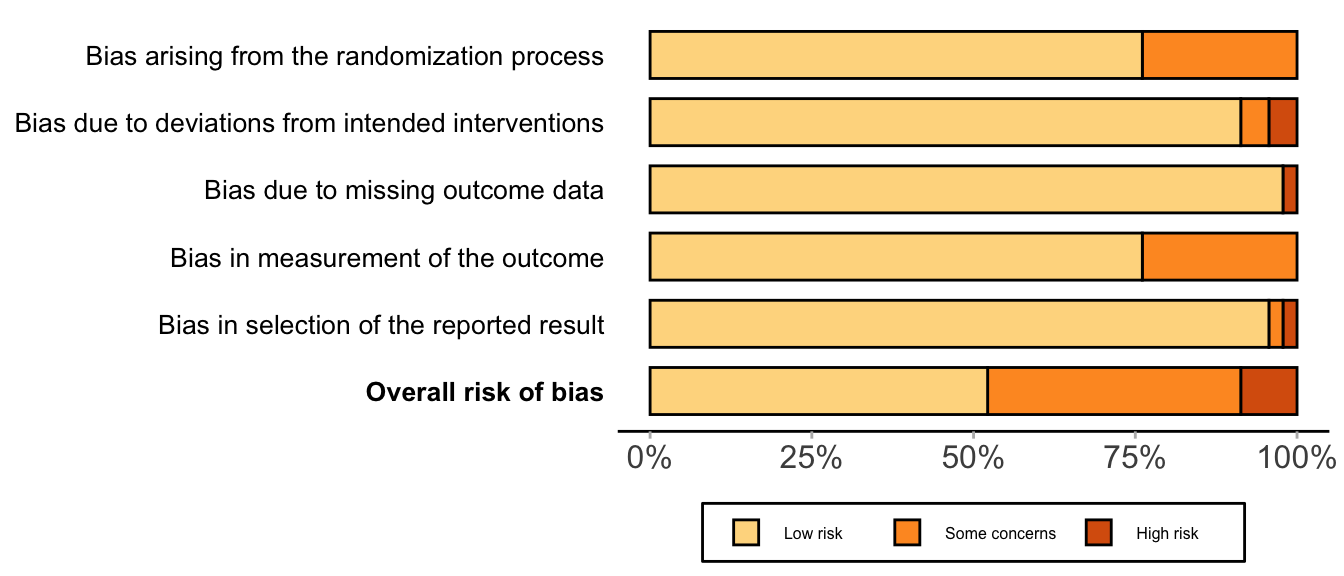 Bias arising from the randomization process
Bias due to deviations from intended interventions
Bias due to missing outcome data
Bias in measurement of the outcome
Bias in selection of the reported result
Overall risk of bias
0% 25% 50% 75% 100%
Low risk Some concerns High risk